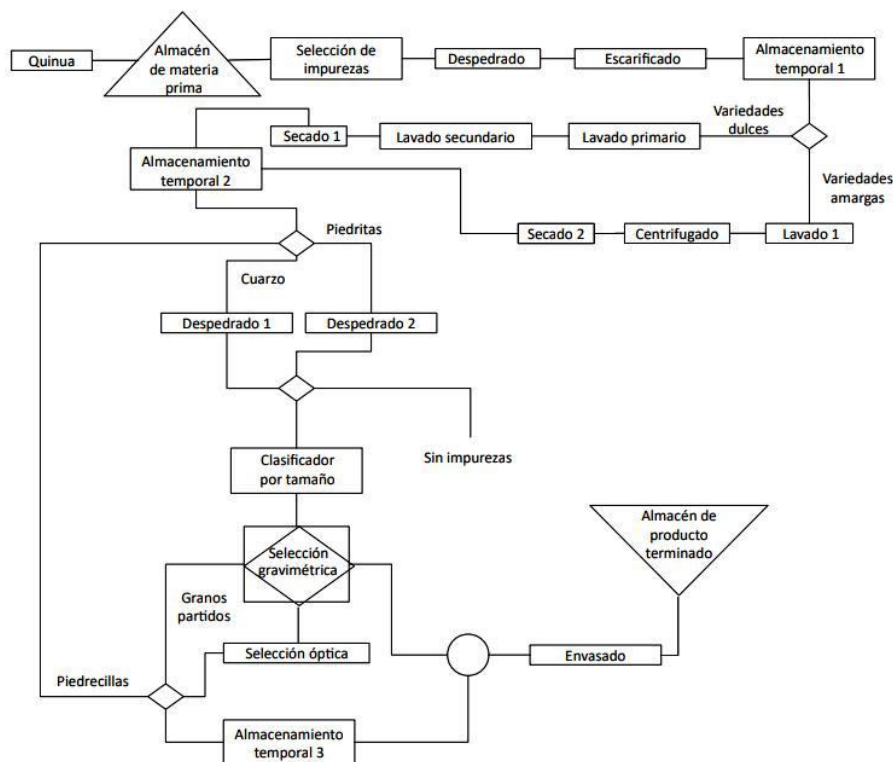 Quinua
Almacén
de materia
prima
Selección de
impurezas
Despedrado
Escarificado
Almacenamiento
temporal 1
Variedades
dulces
Lavado primario
Lavado secundario
Secado 1
Almacenamiento
temporal 2
Variedades
amargas
Lavado 1
Centrifugado
Secado 2
Piedritas
Cuarzo
Despedrado 1
Despedrado 2
Sin impurezas
Clasificador
por tamaño
Selección
gravimétrica
Granos
partidos
Selección óptica
Piedrecillas
Almacenamiento
temporal 3
Envasado
Almacén de
producto
terminado